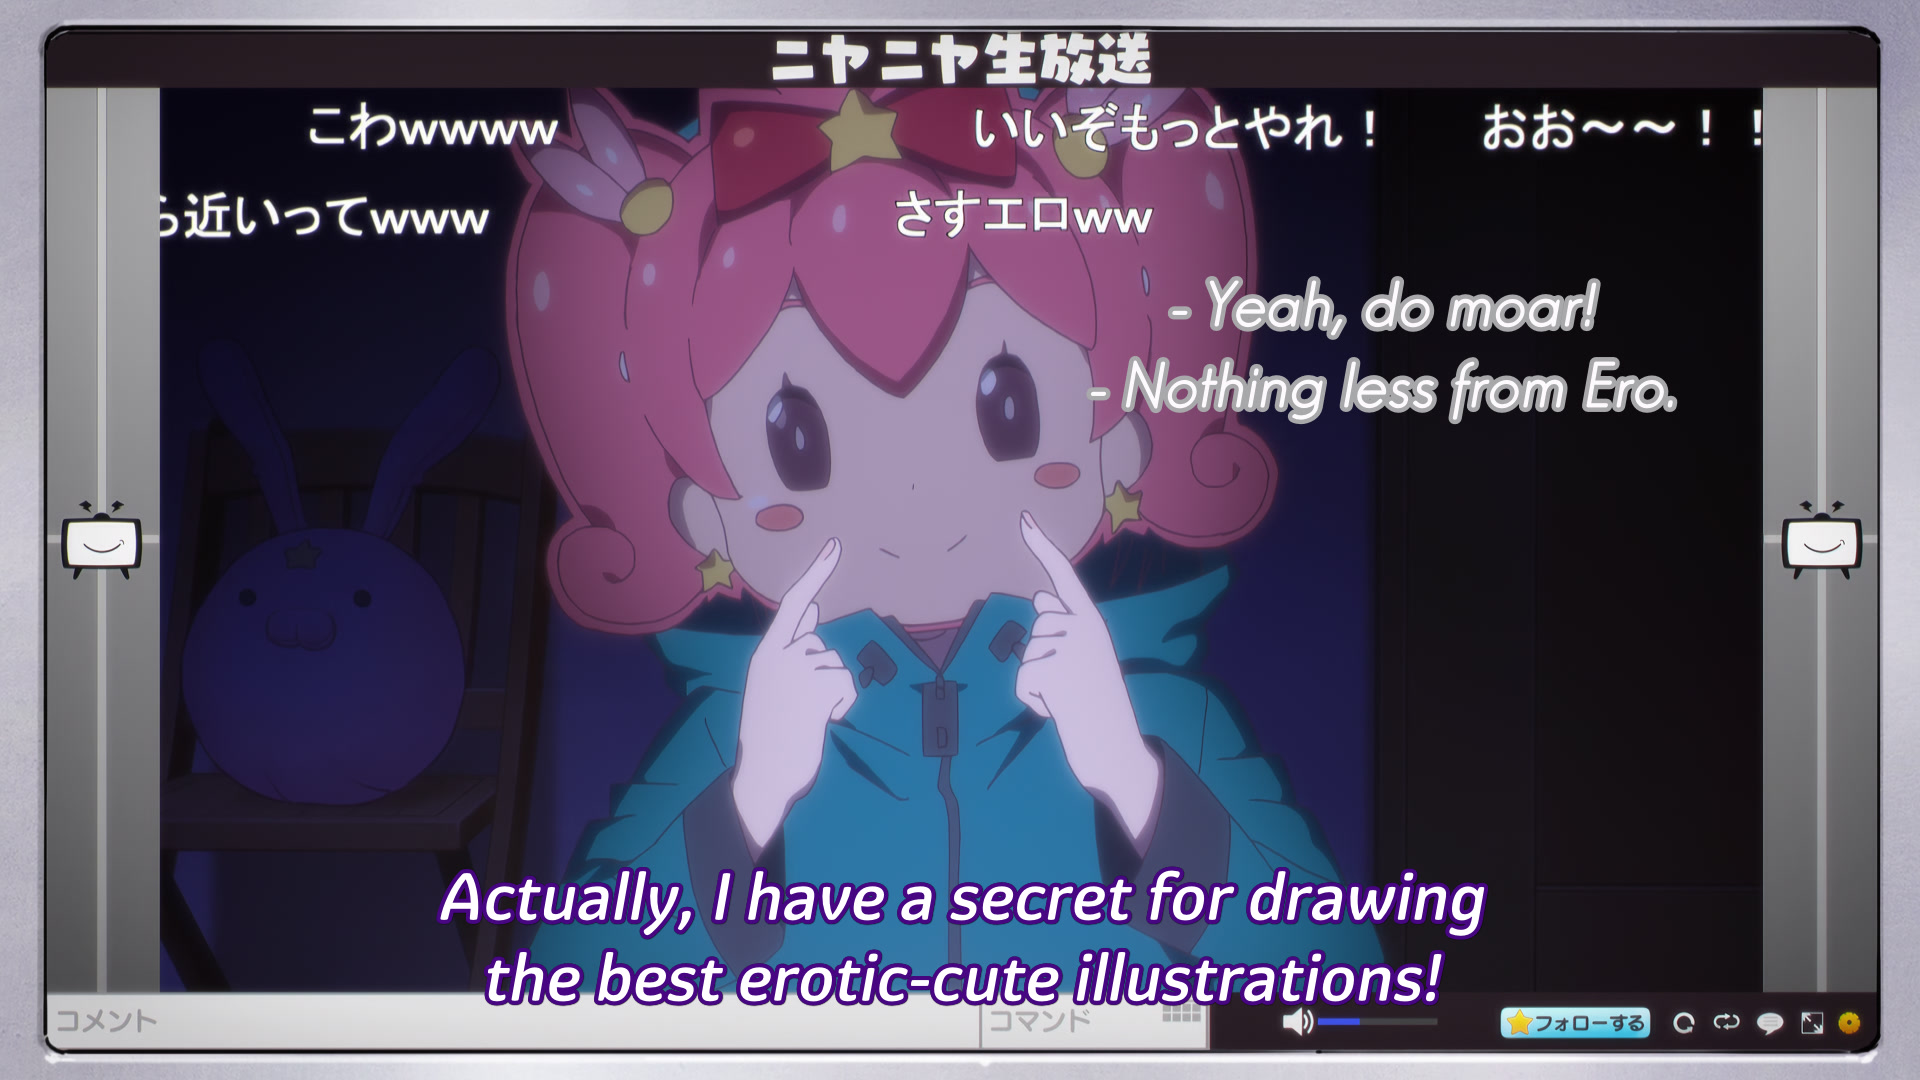 ニヤニヤ生放送
こわwwww
いいぞもっとやれ！
おお～～！！
ら近いってwww
さすエロww
- Yeah, do moar!
- Nothing less from Ero.
Actually, I have a secret for drawing
the best erotic-cute illustrations!
コメント
コマンド
フォローする